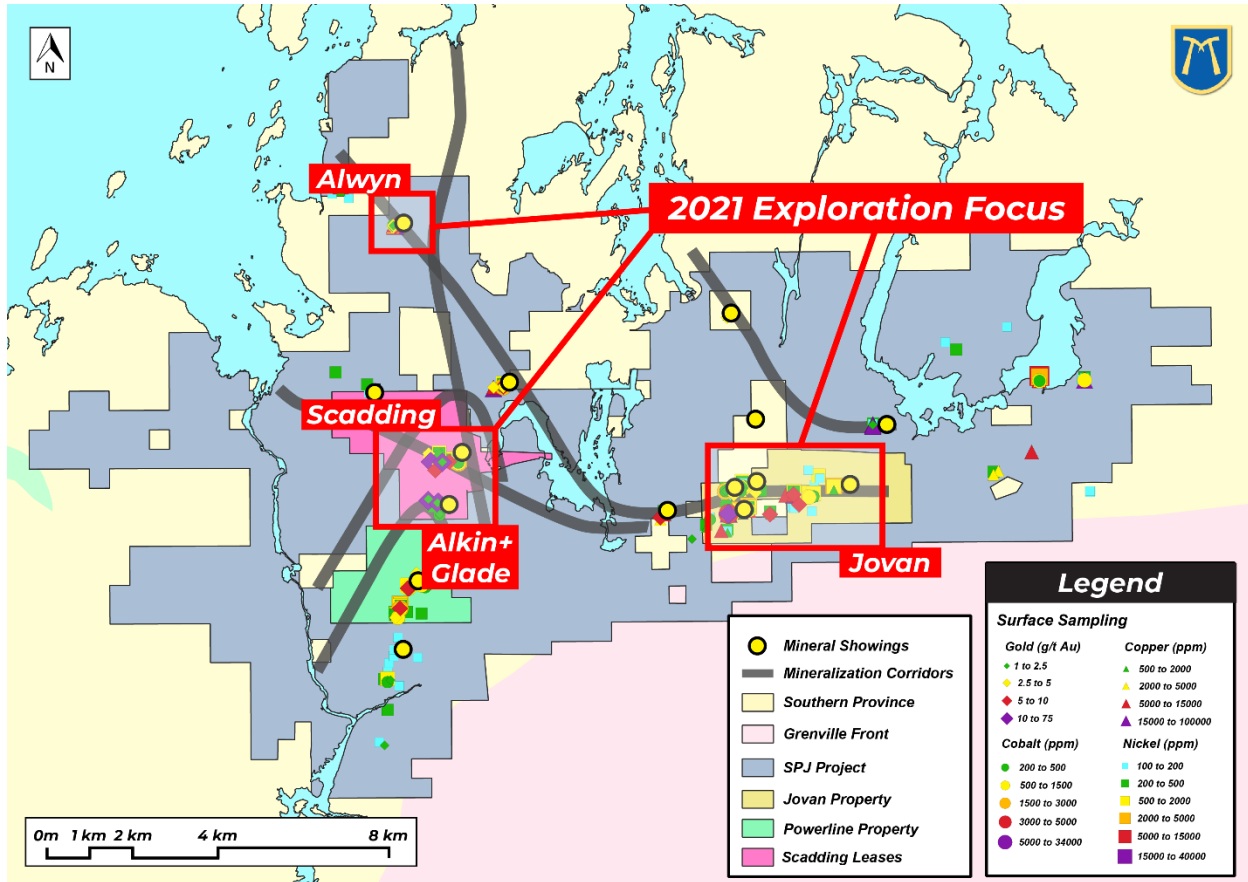 N
Alwyn
2021 Exploration Focus
Scadding
Alkin+
Glade
Jovan
0m 1 km 2 km 4 km 8 km
Mineral Showings
Mineralization Corridors
Southern Province
Grenville Front
SPJ Project
Jovan Property
Powerline Property
Scadding Leases
Legend
Surface Sampling
Gold (g/t Au)
1 to 2.5
2.5 to 5
5 to 10
10 to 75
Copper (ppm)
500 to 2000
2000 to 5000
5000 to 15000
15000 to 100000
Cobalt (ppm)
200 to 500
500 to 1500
1500 to 3000
3000 to 5000
5000 to 34000
Nickel (ppm)
100 to 200
200 to 500
500 to 2000
2000 to 5000
5000 to 15000
15000 to 40000